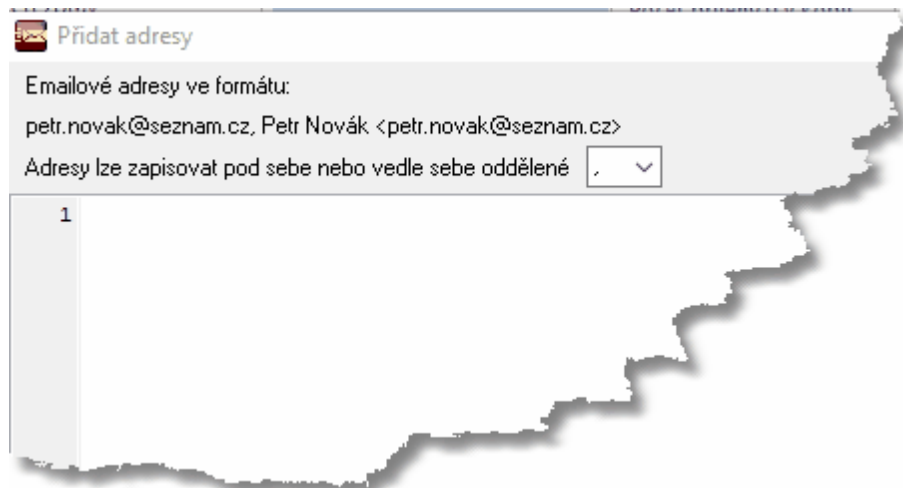 Přidat adresy
Emailové adresy ve formátu:
petr.novak@seznam.cz, Petr Novák <petr.novak@seznam.cz>
Adresy lze zapisovat pod sebe nebo vedle sebe oddělené ,
1